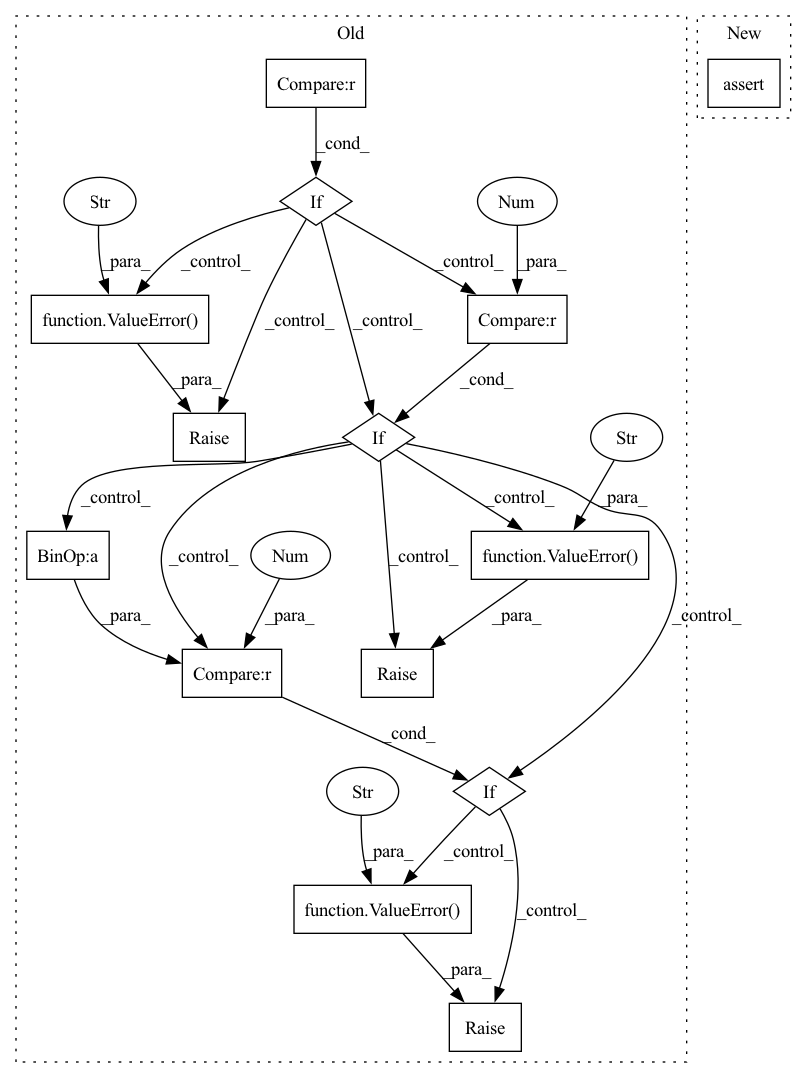 Old
New
Compare:r
assert
_cond_
Str
If
Num
_para_
_control_
_control_
_para_
function.ValueError()
_control_
_control_
Compare:r
_para_
_cond_
Raise
If
Str
_control_
_control_
_para_
BinOp:a
_control_
Num
_control_
function.ValueError()
_para_
_para_
_para_
_control_
Compare:r
Raise
_cond_
Str
If
_para_
_control_
function.ValueError()
_control_
_para_
Raise